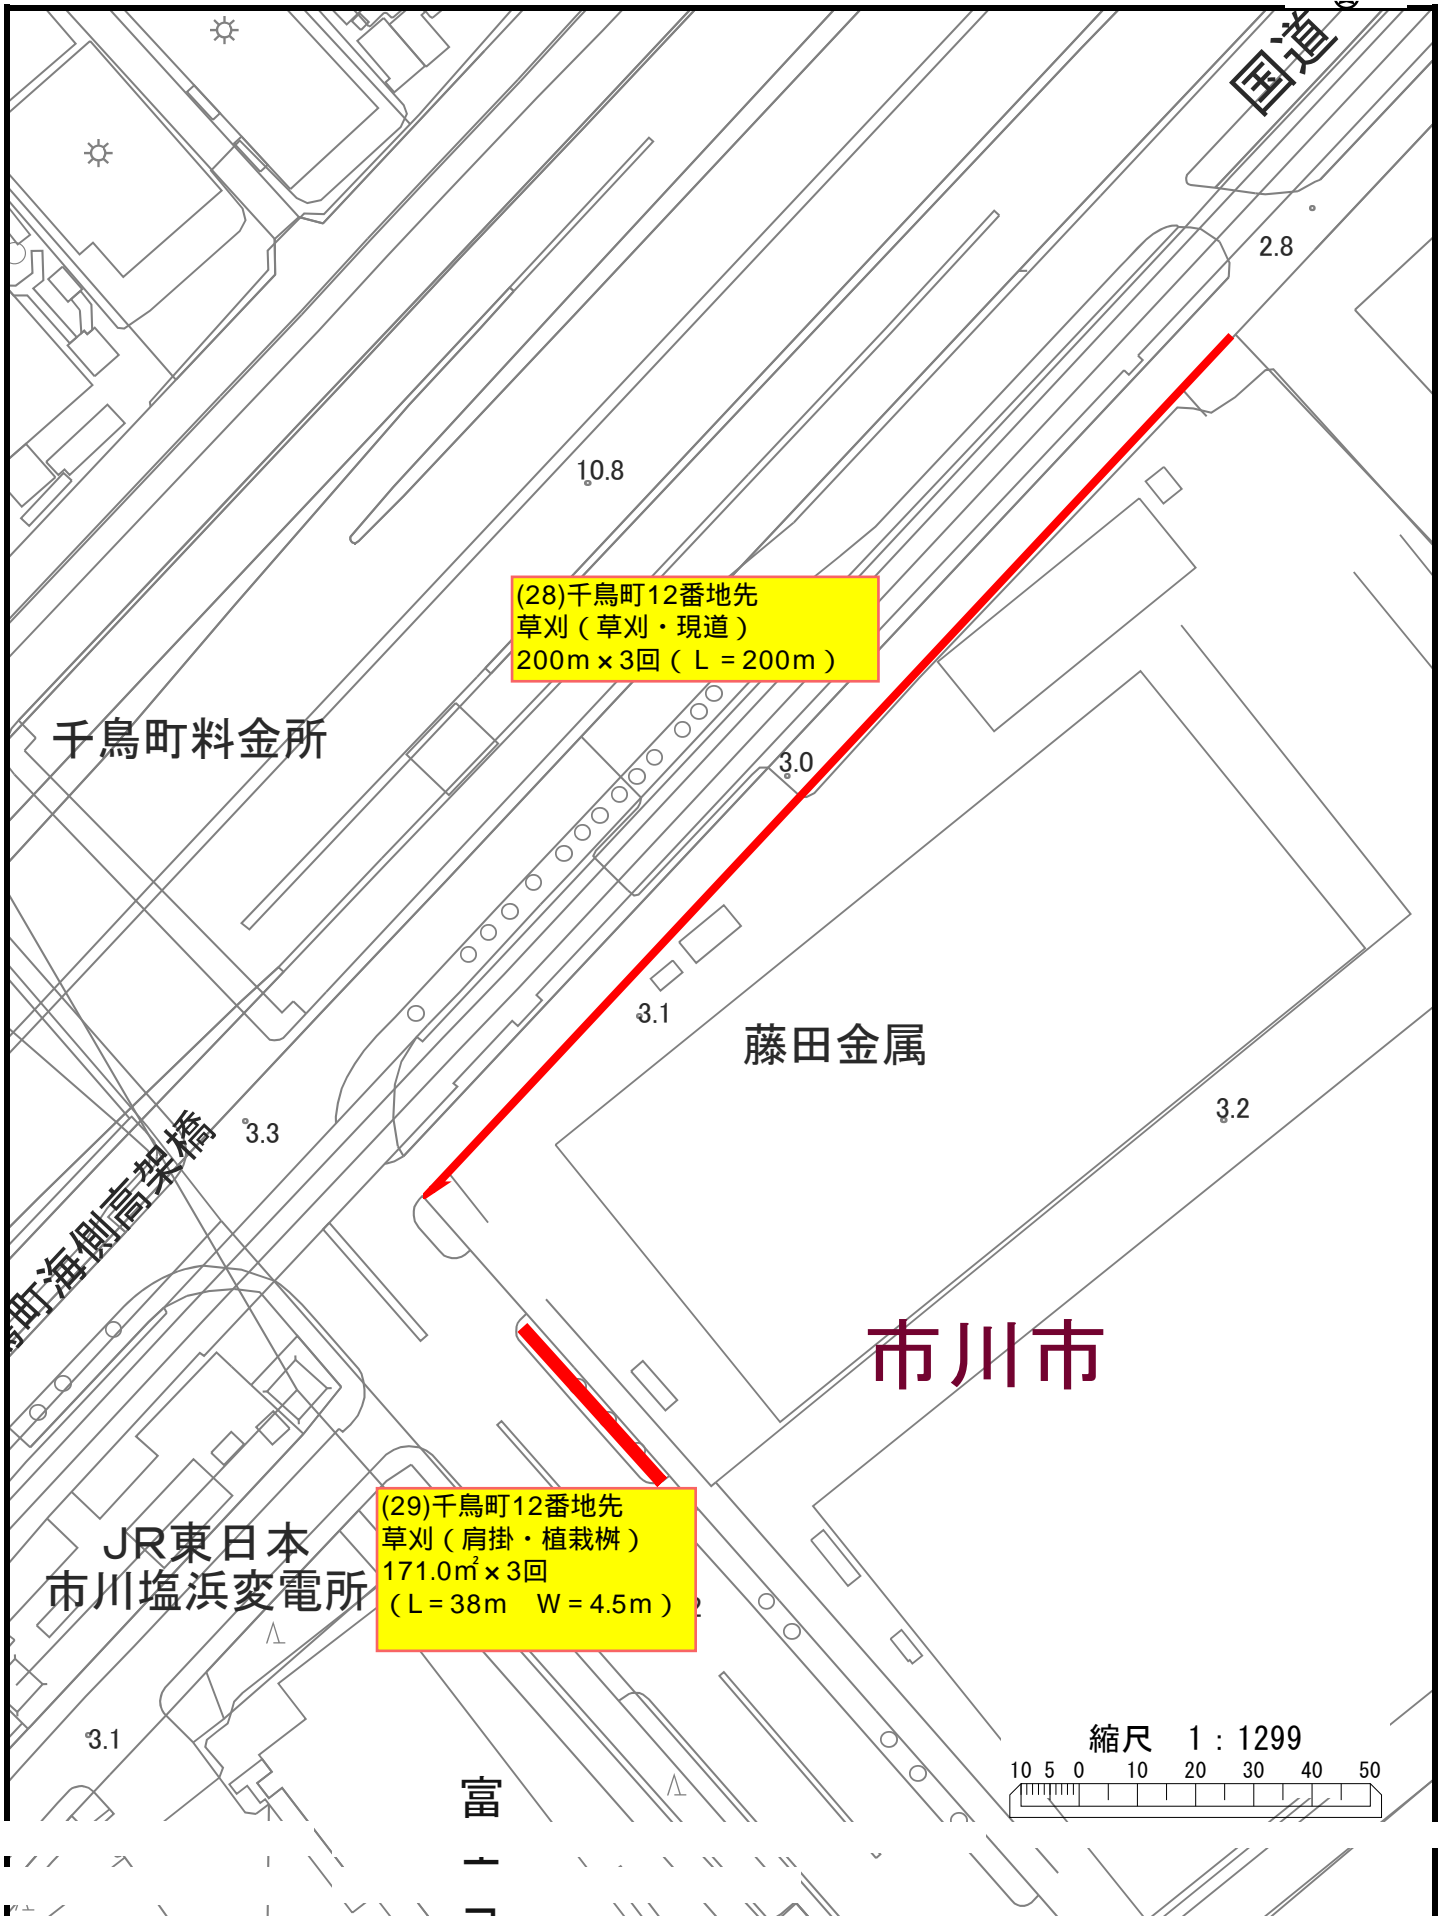 国道
2.8
10.8
(28)千鳥町12番地先
草刈（草刈・現道）
200m×3回（Ｌ＝200m）
千鳥町料金所
3.0
3.1
藤田金属
3.2
3.3
町海側高架橋
市川市
(29)千鳥町12番地先
草刈（肩掛・植栽桝）
171.0㎡×3回
（L＝38m　W＝4.5m）
JR東日本
市川塩浜変電所
3.1
縮尺　1：1299
10 5 0 10 20 30 40 50
富